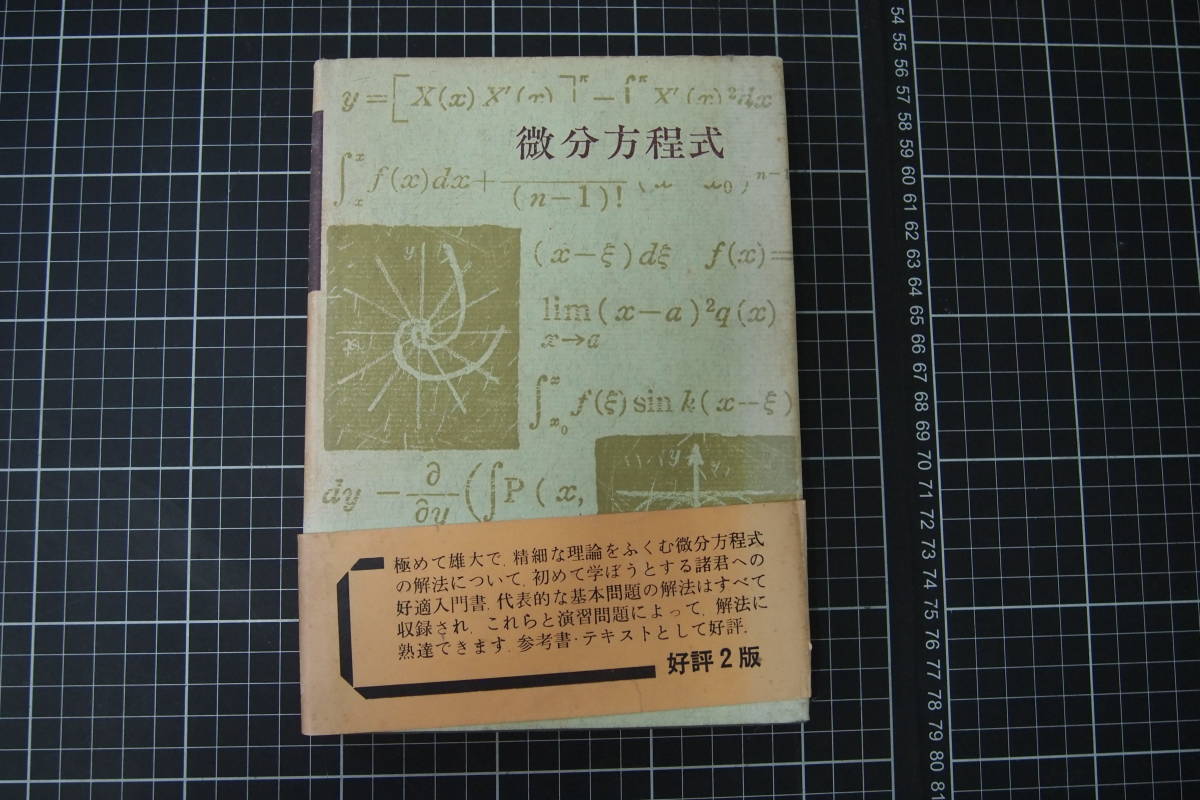 y = [ X(x) X'(x) ]^π − ∫^π X'(x)²dx
微分方程式
∫_x^x f(x)dx + (n−1)! x₀ ⁿ⁻¹
(x−ξ)dξ f(x)=
lim (x−a)²q(x)
x→a
y
∫_{x₀}^x f(ξ) sin k(x−ξ)
y
dy − ∂/∂y (∫P(x,
極めて雄大で, 精細な理論をふくむ微分方程式
の解法について, 初めて学ぼうとする諸君への
好適入門書. 代表的な基本問題の解法はすべて
収録され, これらと演習問題によって, 解法に
熟達できます. 参考書・テキストとして好評.
好評2版
54
55
56
57
58
59
60
61
62
63
64
65
66
67
68
69
70
71
72
73
74
75
76
77
78
79
80
81